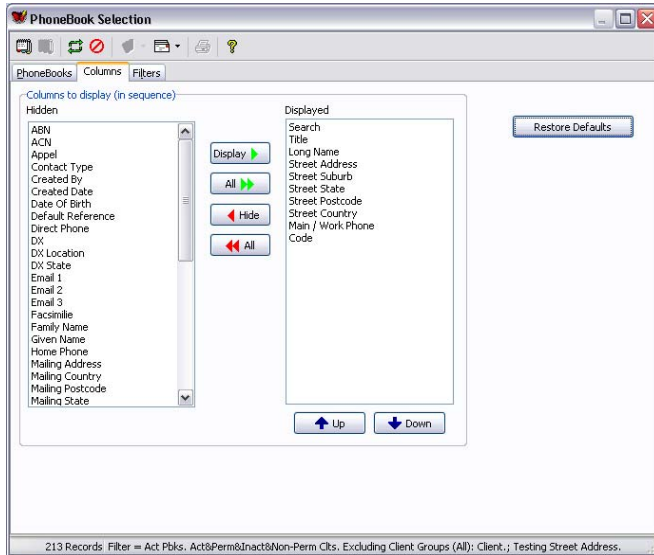 PhoneBook Selection
PhoneBooks Columns Filters
Columns to display (in sequence)
Hidden
ABN
ACN
Appel
Contact Type
Created By
Created Date
Date Of Birth
Default Reference
Direct Phone
DX
DX Location
DX State
Email 1
Email 2
Email 3
Facsimilie
Family Name
Given Name
Home Phone
Mailing Address
Mailing Country
Mailing Postcode
Mailing State
Display
All
Hide
All
Displayed
Search
Title
Long Name
Street Address
Street Suburb
Street State
Street Postcode
Street Country
Main / Work Phone
Code
Up Down
Restore Defaults
213 Records Filter = Act Pbks. Act&Perm&Inact&Non-Perm Clts. Excluding Client Groups (All): Client.; Testing Street Address.